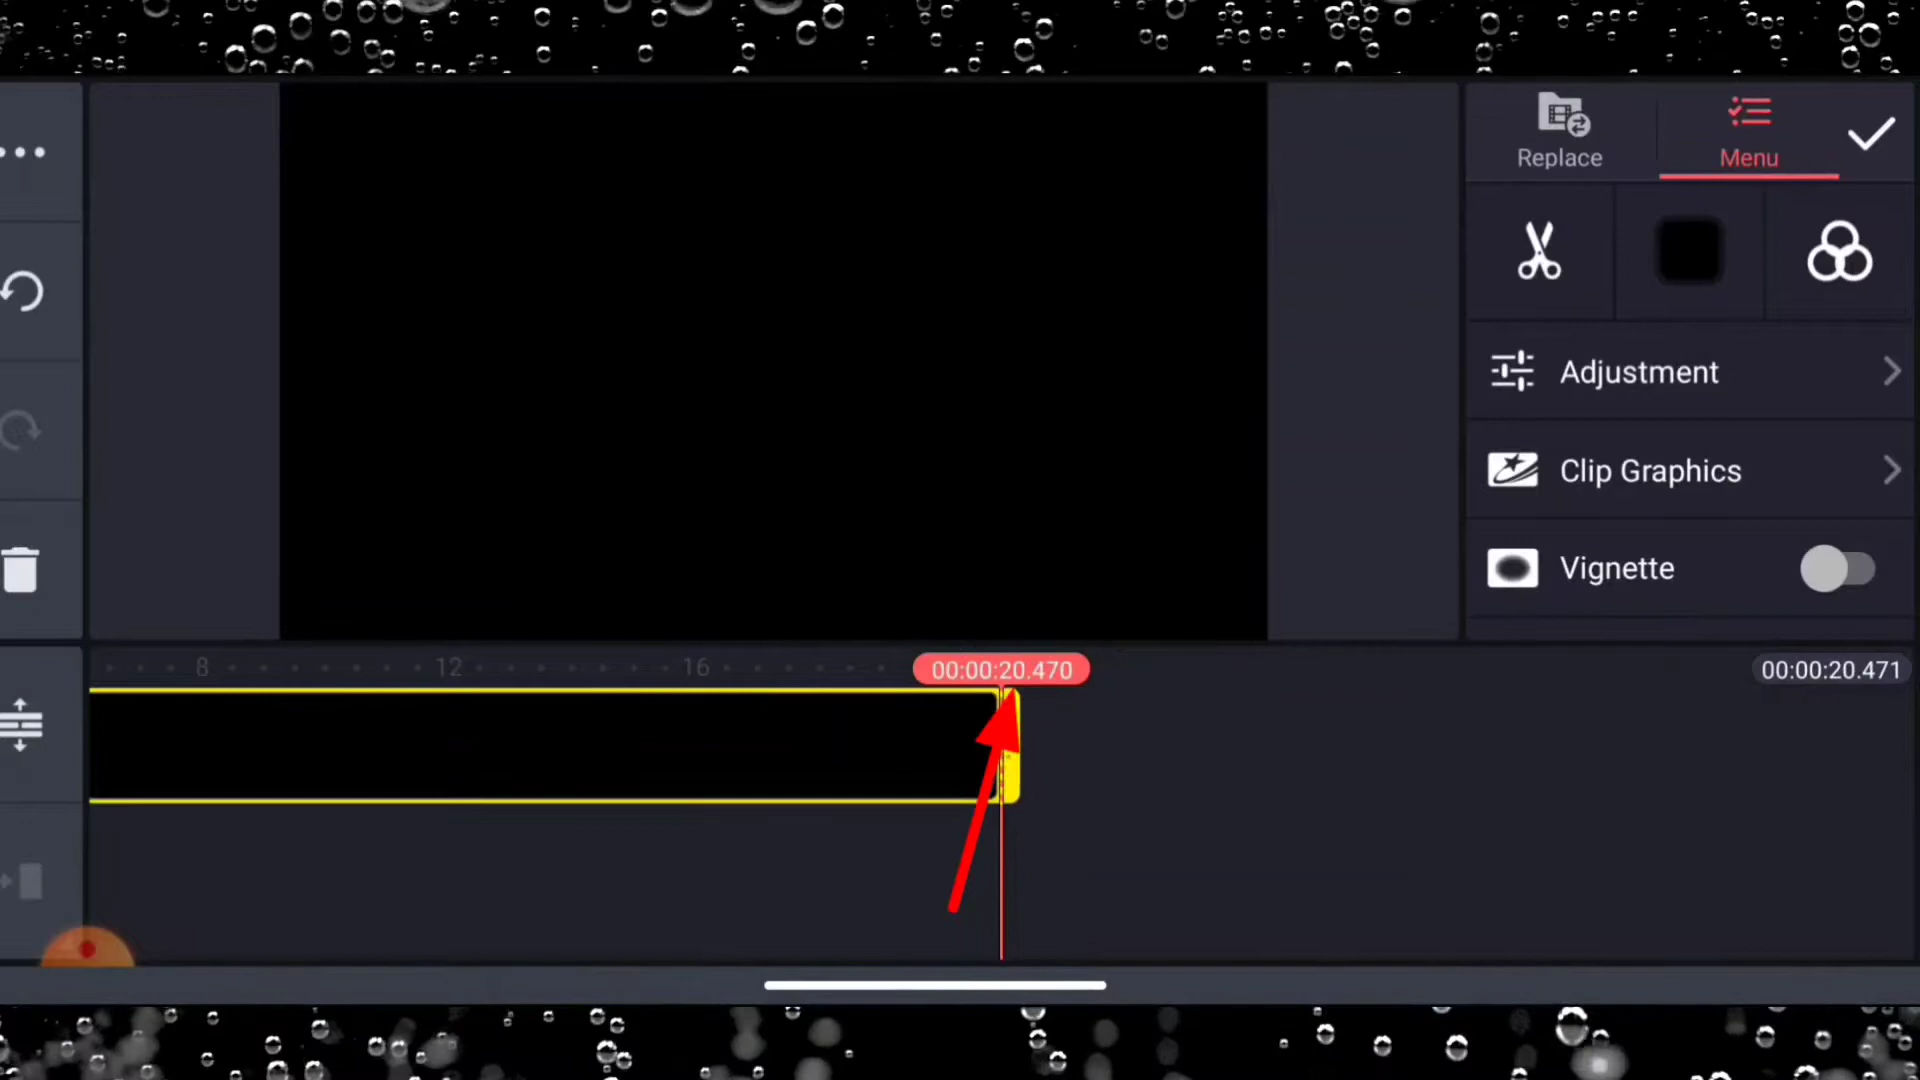 Replace
Menu
Adjustment
Clip Graphics
Vignette
8
12
16
00:00:20.470
00:00:20.471